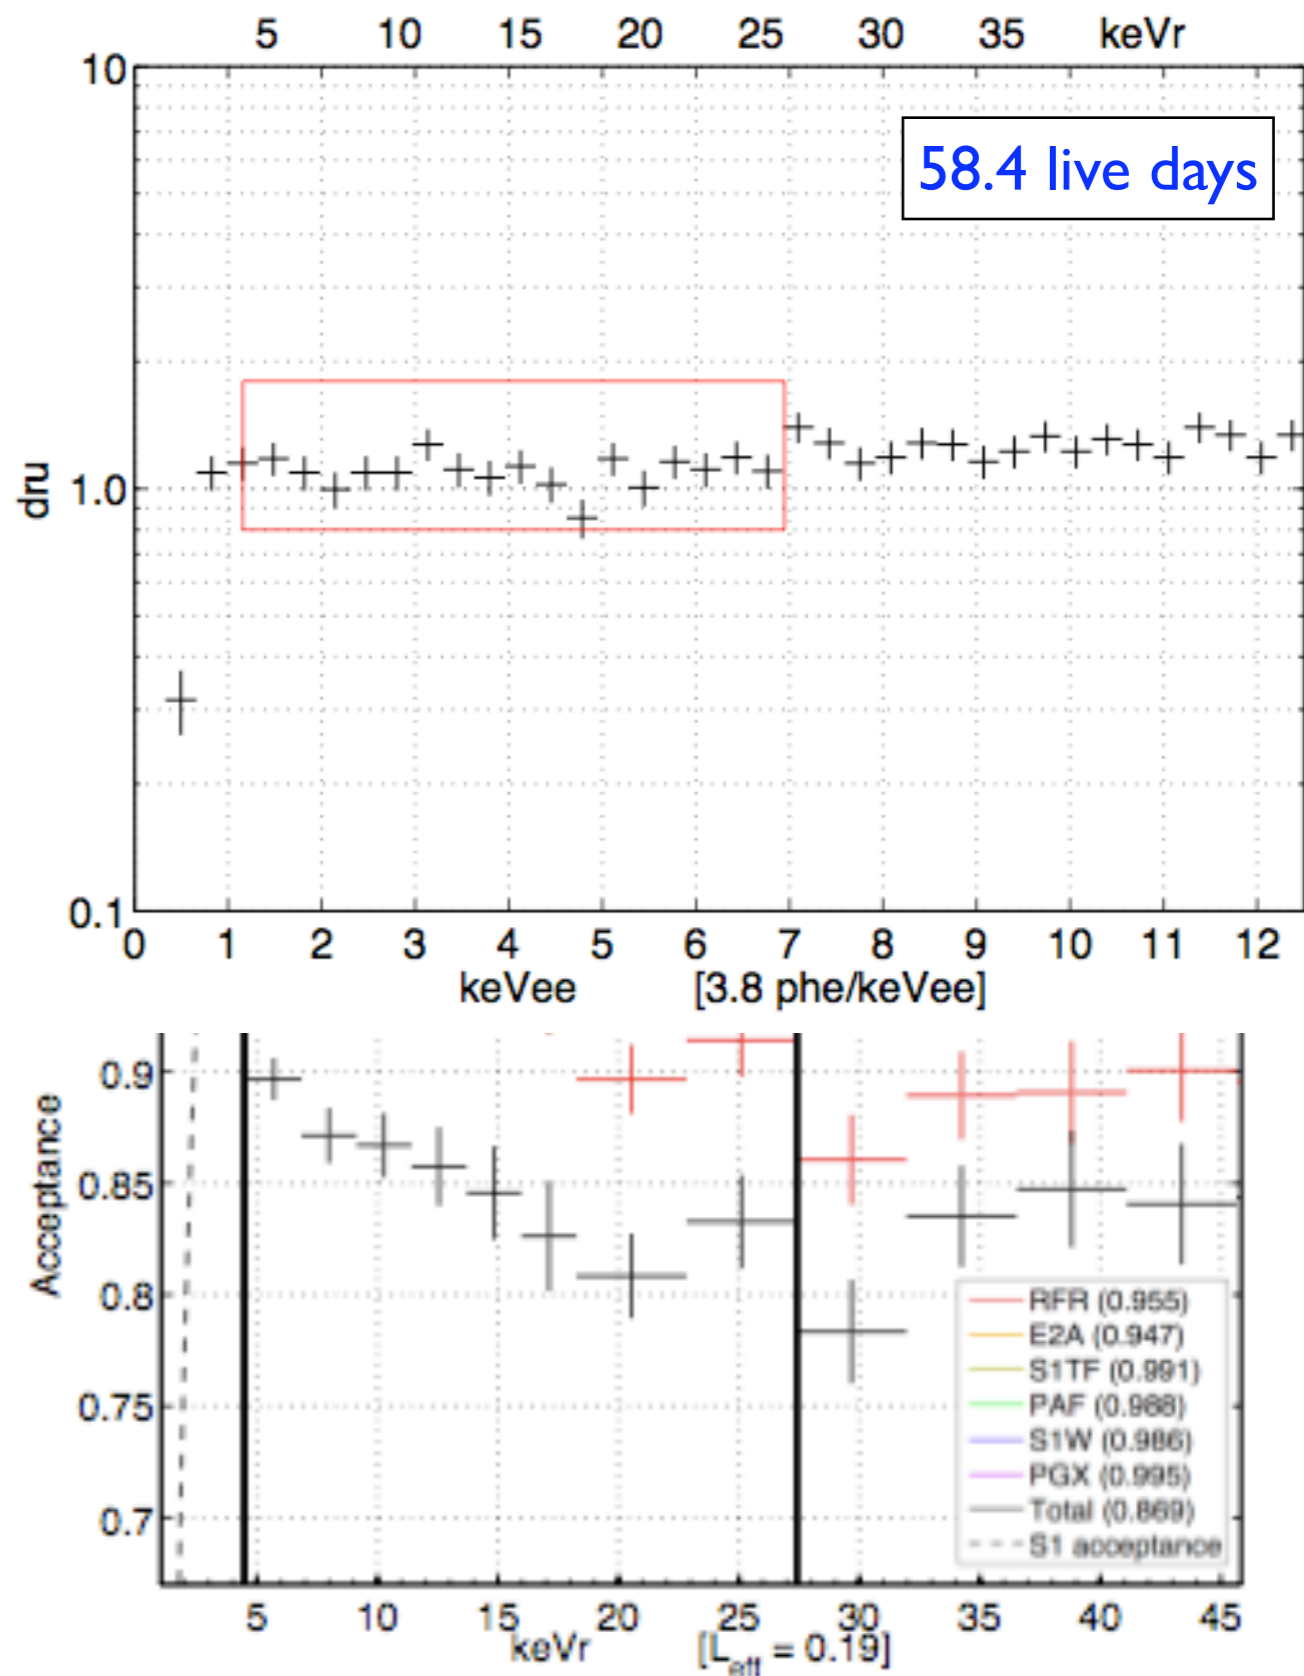 5 10 15 20 25 30 35 keVr
10
58.4 live days
dru
1.0
0.1
0 1 2 3 4 5 6 7 8 9 10 11 12
keVee [3.8 phe/keVee]
Acceptance
0.9
0.85
0.8
0.75
0.7
RFR (0.955)
E2A (0.947)
S1TF (0.991)
PAF (0.988)
S1W (0.986)
PGX (0.995)
Total (0.869)
S1 acceptance
5 10 15 20 25 30 35 40 45
keVr [L_eff = 0.19]